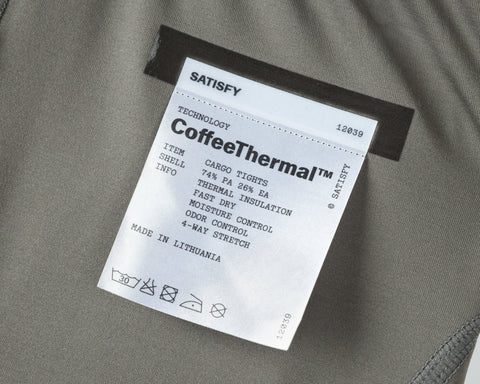 SATISFY
12039
TECHNOLOGY
CoffeeThermal™
ITEM CARGO TIGHTS
SHELL 74% PA 26% EA
INFO THERMAL INSULATION
FAST DRY
MOISTURE CONTROL
ODOR CONTROL
4-WAY STRETCH
MADE IN LITHUANIA
30
© SATISFY
12039